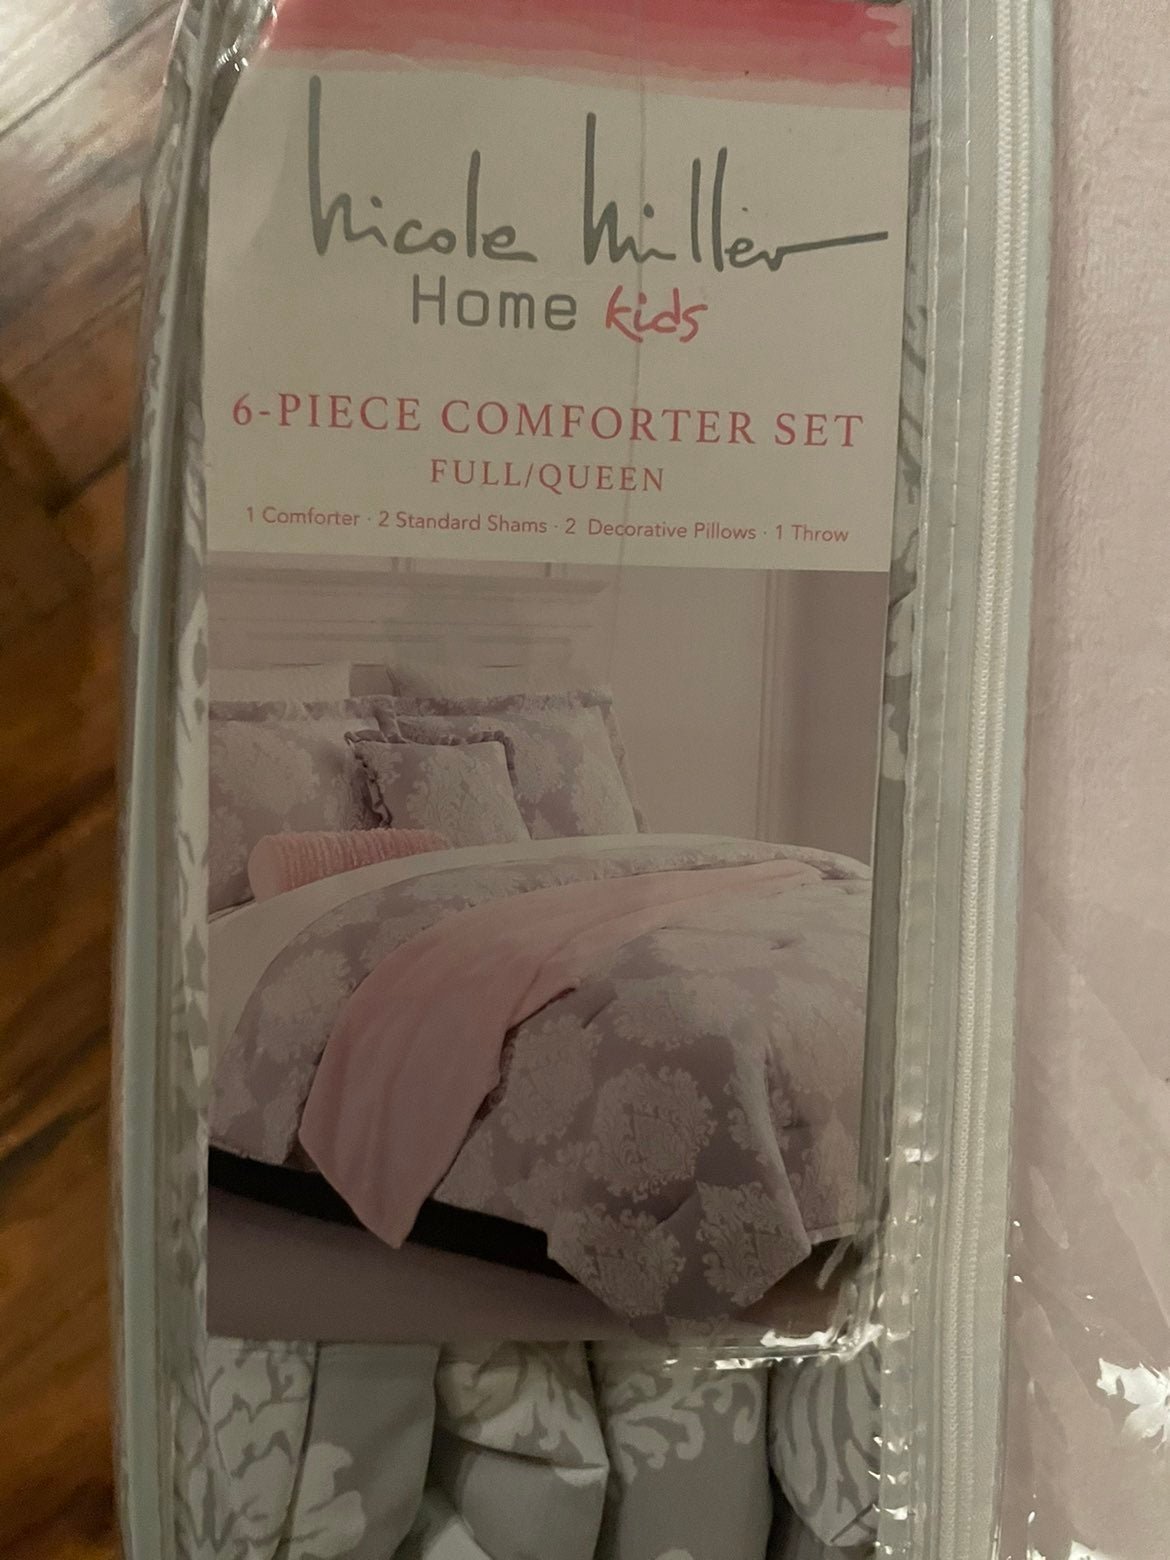 nicole miller
Home kids
6-PIECE COMFORTER SET
FULL/QUEEN
1 Comforter · 2 Standard Shams · 2 Decorative Pillows · 1 Throw